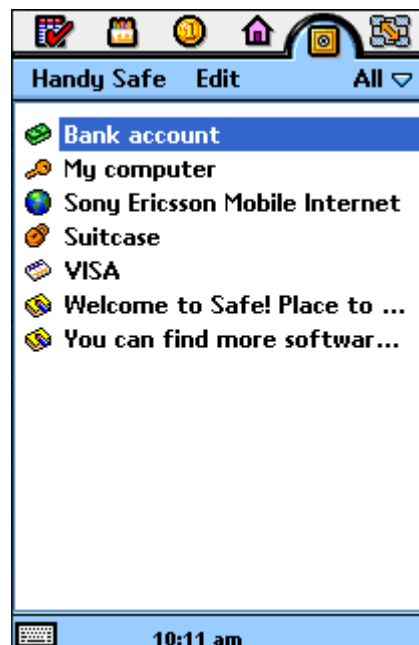 Handy Safe Edit All
Bank account
My computer
Sony Ericsson Mobile Internet
Suitcase
VISA
Welcome to Safe! Place to ...
You can find more softwar...
10:11 am